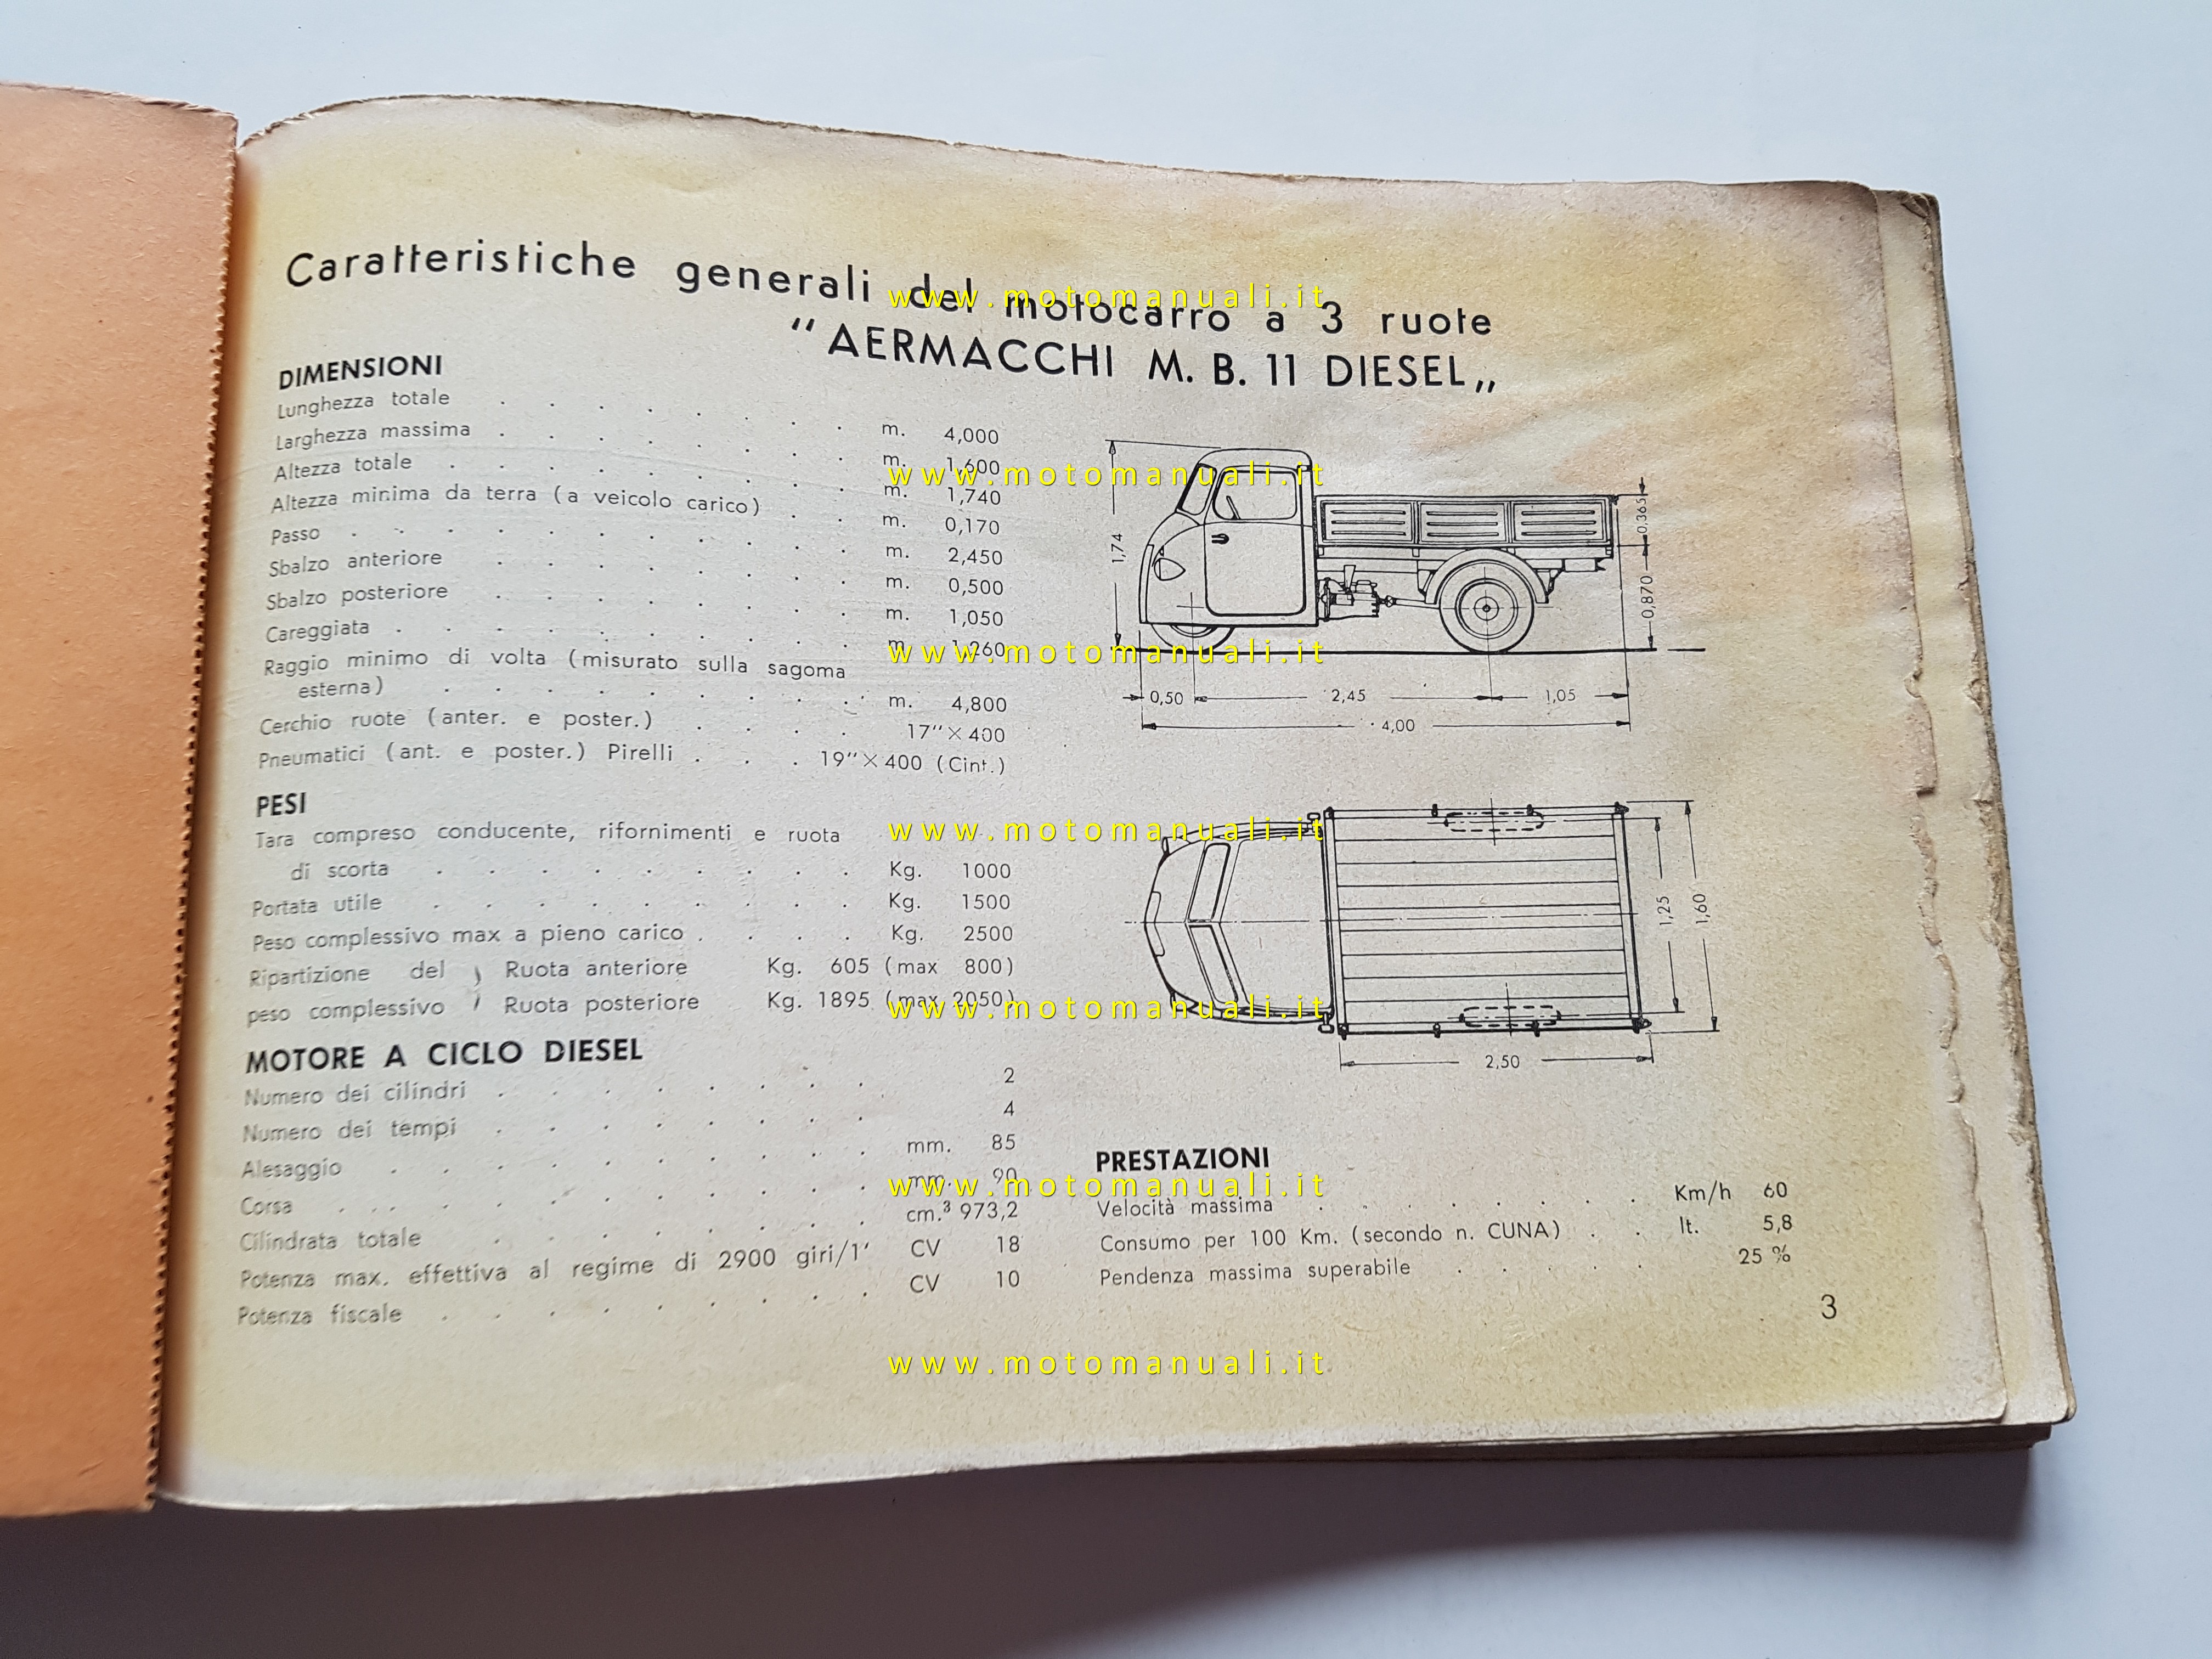 Caratteristiche generali del motocarro a 3 ruote
"AERMACCHI M. B. 11 DIESEL„
DIMENSIONI
Lunghezza totale . . . . . . . . m. 4,000
Larghezza massima . . . . . . . . m. 1,600
Altezza totale . . . . . . . . . m. 1,740
Altezza minima da terra (a veicolo carico) . . m. 0,170
Passo . . . . . . . . . . m. 2,450
Sbalzo anteriore . . . . . . . . m. 0,500
Sbalzo posteriore . . . . . . . . m. 1,050
Careggiata . . . . . . . . . m. 1,260
Raggio minimo di volta (misurato sulla sagoma
esterna) . . . . . . . . . m. 4,800
Cerchio ruote (anter. e poster.) . . . . 17"×400
Pneumatici (ant. e poster.) Pirelli . . . 19"×400 (Cint.)
PESI
Tara compreso conducente, rifornimenti e ruota
di scorta . . . . . . . . . Kg. 1000
Portata utile . . . . . . . . . Kg. 1500
Peso complessivo max a pieno carico . . . . Kg. 2500
Ripartizione del Ruota anteriore Kg. 605 (max 800)
peso complessivo Ruota posteriore Kg. 1895 (max 2050)
MOTORE A CICLO DIESEL
Numero dei cilindri . . . . . . . . 2
Numero dei tempi . . . . . . . . 4
Alesaggio . . . . . . . . . mm. 85
Corsa . . . . . . . . . . mm. 90
Cilindrata totale . . . . . . . . cm.³ 973,2
Potenza max. effettiva al regime di 2900 giri/1' CV 18
Potenza fiscale . . . . . . . . . CV 10
1,74
0,365
0,870
0,50 2,45 1,05
4,00
1,25
1,60
2,50
PRESTAZIONI
Velocità massima . . . . . . . Km/h 60
Consumo per 100 Km. (secondo n. CUNA) . . lt. 5,8
Pendenza massima superabile . . . . . 25 %
3
www.motomanuali.it
www.motomanuali.it
www.motomanuali.it
www.motomanuali.it
www.motomanuali.it
www.motomanuali.it
www.motomanuali.it